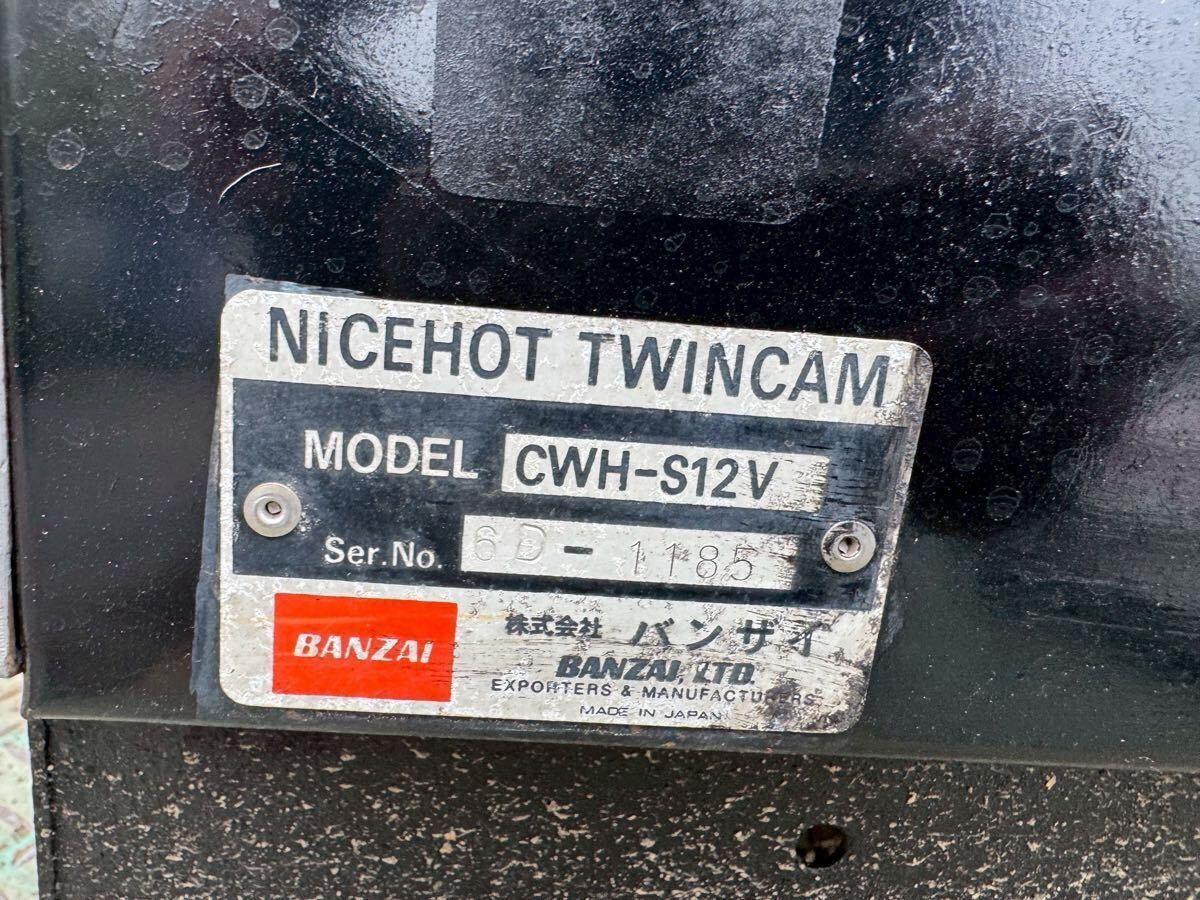 NICEHOT TWINCAM
MODEL CWH-S12V
Ser.No. 6D-1185
BANZAI
株式会社 バンザイ
BANZAI, LTD.
EXPORTERS & MANUFACTURERS
MADE IN JAPAN